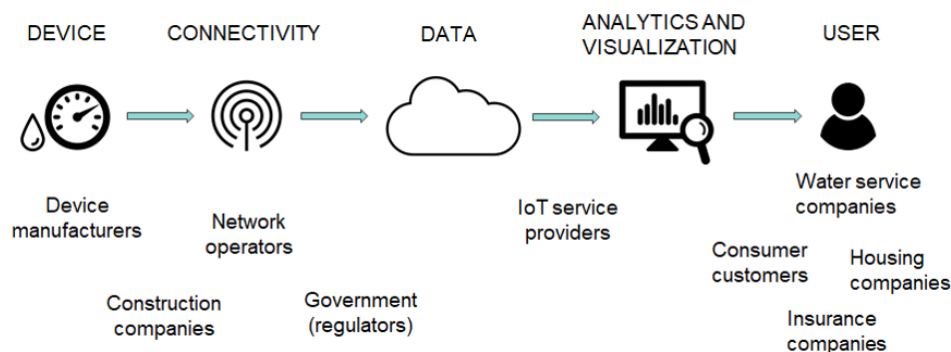 DEVICE
CONNECTIVITY
DATA
ANALYTICS AND
VISUALIZATION
USER
Device
manufacturers
Network
operators
IoT service
providers
Water service
companies
Consumer
customers
Housing
companies
Construction
companies
Government
(regulators)
Insurance
companies